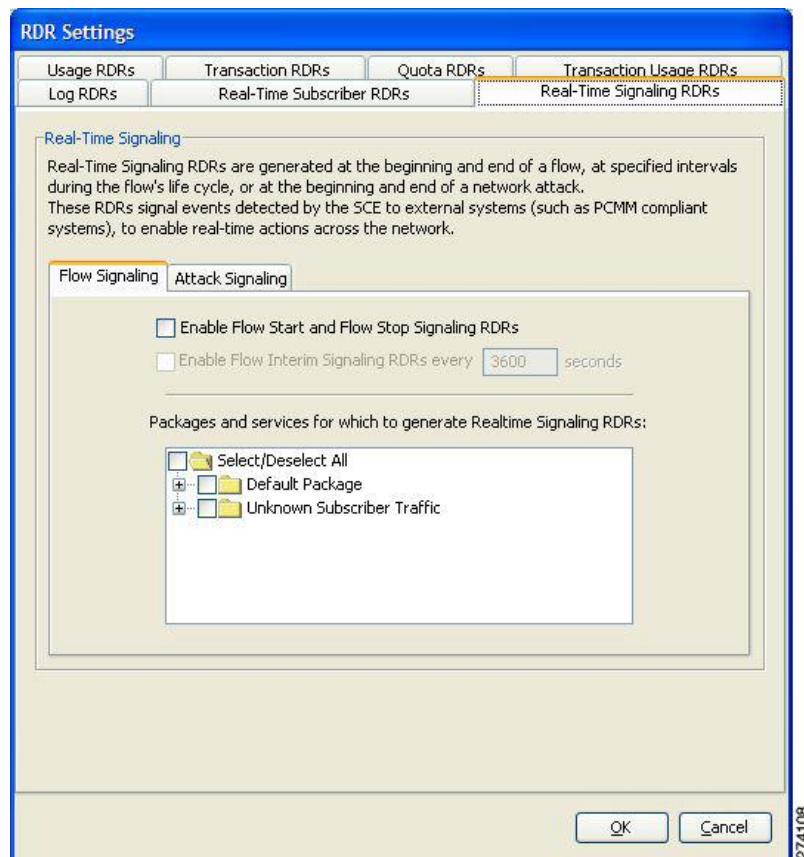 RDR Settings
Usage RDRs
Transaction RDRs
Quota RDRs
Transaction Usage RDRs
Log RDRs
Real-Time Subscriber RDRs
Real-Time Signaling RDRs
Real-Time Signaling
Real-Time Signaling RDRs are generated at the beginning and end of a flow, at specified intervals
during the flow's life cycle, or at the beginning and end of a network attack.
These RDRs signal events detected by the SCE to external systems (such as PCMM compliant
systems), to enable real-time actions across the network.
Flow Signaling
Attack Signaling
Enable Flow Start and Flow Stop Signaling RDRs
Enable Flow Interim Signaling RDRs every 3600 seconds
Packages and services for which to generate Realtime Signaling RDRs:
Select/Deselect All
Default Package
Unknown Subscriber Traffic
OK
Cancel
274108